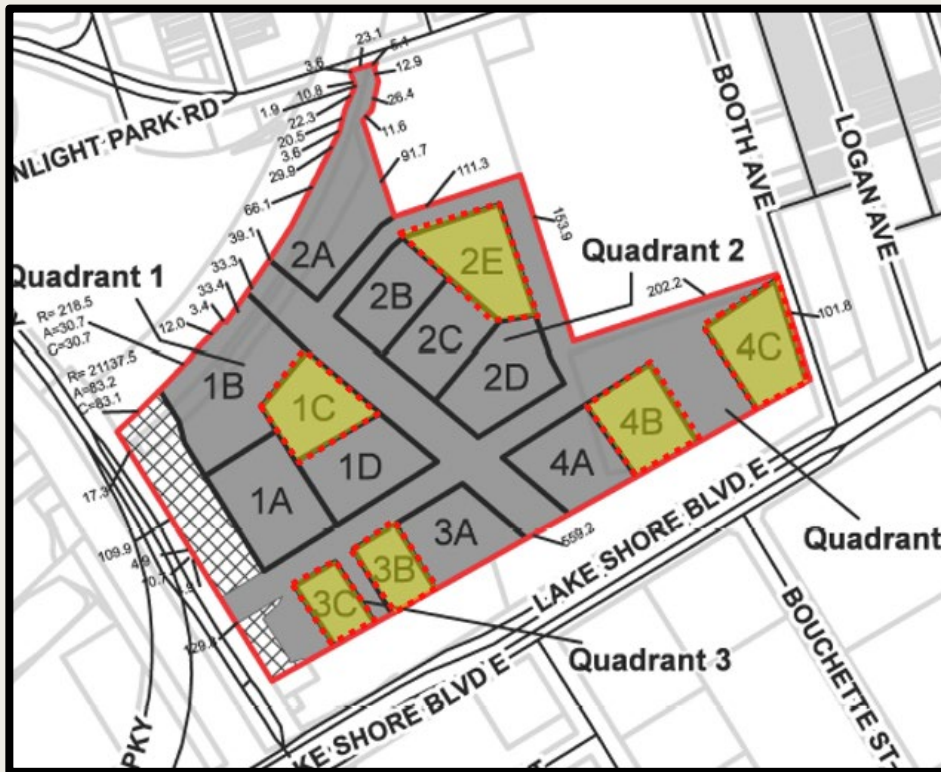 23.1
5.1
3.6
12.9
10.8
1.9
26.4
22.3
20.5
11.6
3.6
29.9
91.7
111.3
66.1
NLIGHT PARK RD
BOOTH AVE
LOGAN AVE
153.9
39.1
2A
2E
Quadrant 1
Quadrant 2
33.3
2B
33.4
202.2
R= 218.5
A=30.7
C=30.7
3.4
12.0
101.8
2C
4C
R= 21137.5
A=83.2
C=83.1
1B
2D
1C
4B
1D
4A
17.3
1A
3A
559.2
LAKE SHORE BLVD E
Quadrant
109.9
4.9
10.7
3B
3C
BOUCHETTE ST
129.
Quadrant 3
PKY
KE SHORE BLVD E